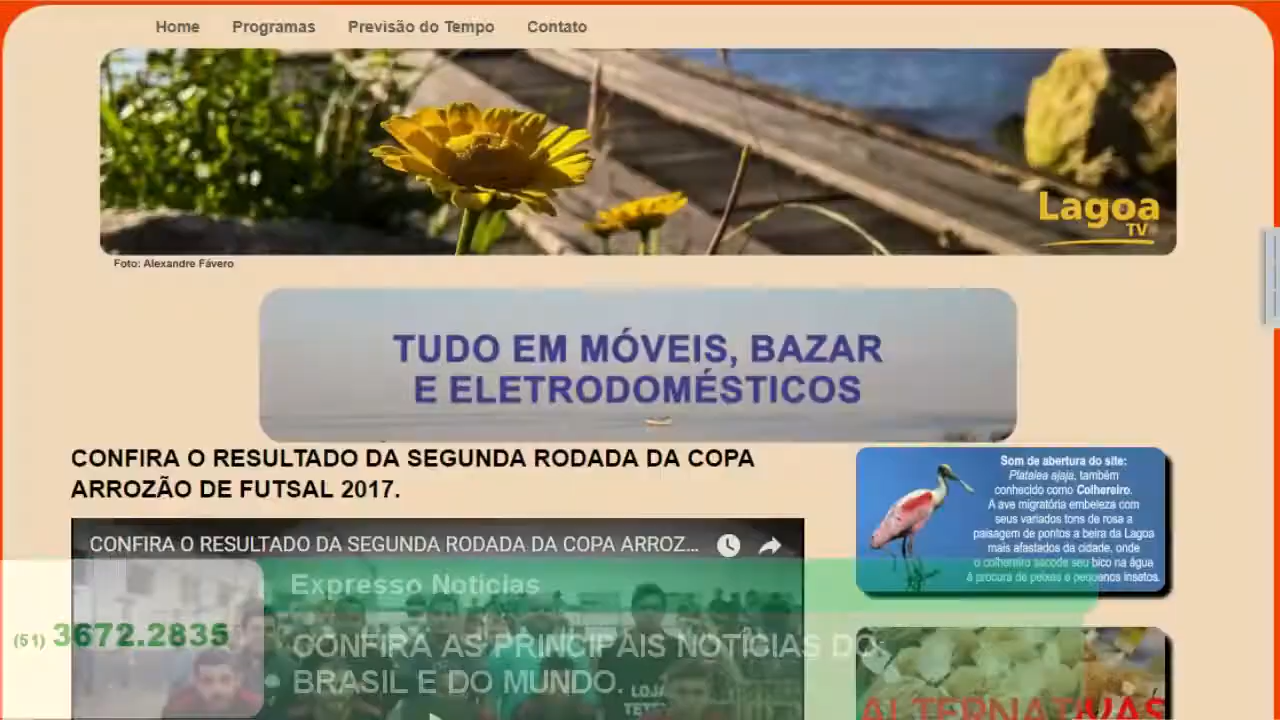 Home Programas Previsão do Tempo Contato
Lagoa
TV
Foto: Alexandre Fávero
TUDO EM MÓVEIS, BAZAR
E ELETRODOMÉSTICOS
CONFIRA O RESULTADO DA SEGUNDA RODADA DA COPA
ARROZÃO DE FUTSAL 2017.
Som de abertura do site:
Platalea ajaja, também
conhecido como Colhereiro.
A ave migratória embeleza com
seus variados tons de rosa a
paisagem de pontos a beira da Lagoa
mais afastados da cidade, onde
o colhereiro sacode seu bico na água
à procura de peixes e pequenos insetos.
CONFIRA O RESULTADO DA SEGUNDA RODADA DA COPA ARROZ...
Expresso Notícias
(51) 3672.2835
CONFIRA AS PRINCIPAIS NOTÍCIAS DO
BRASIL E DO MUNDO.
LOJA
ALTERNATIVAS